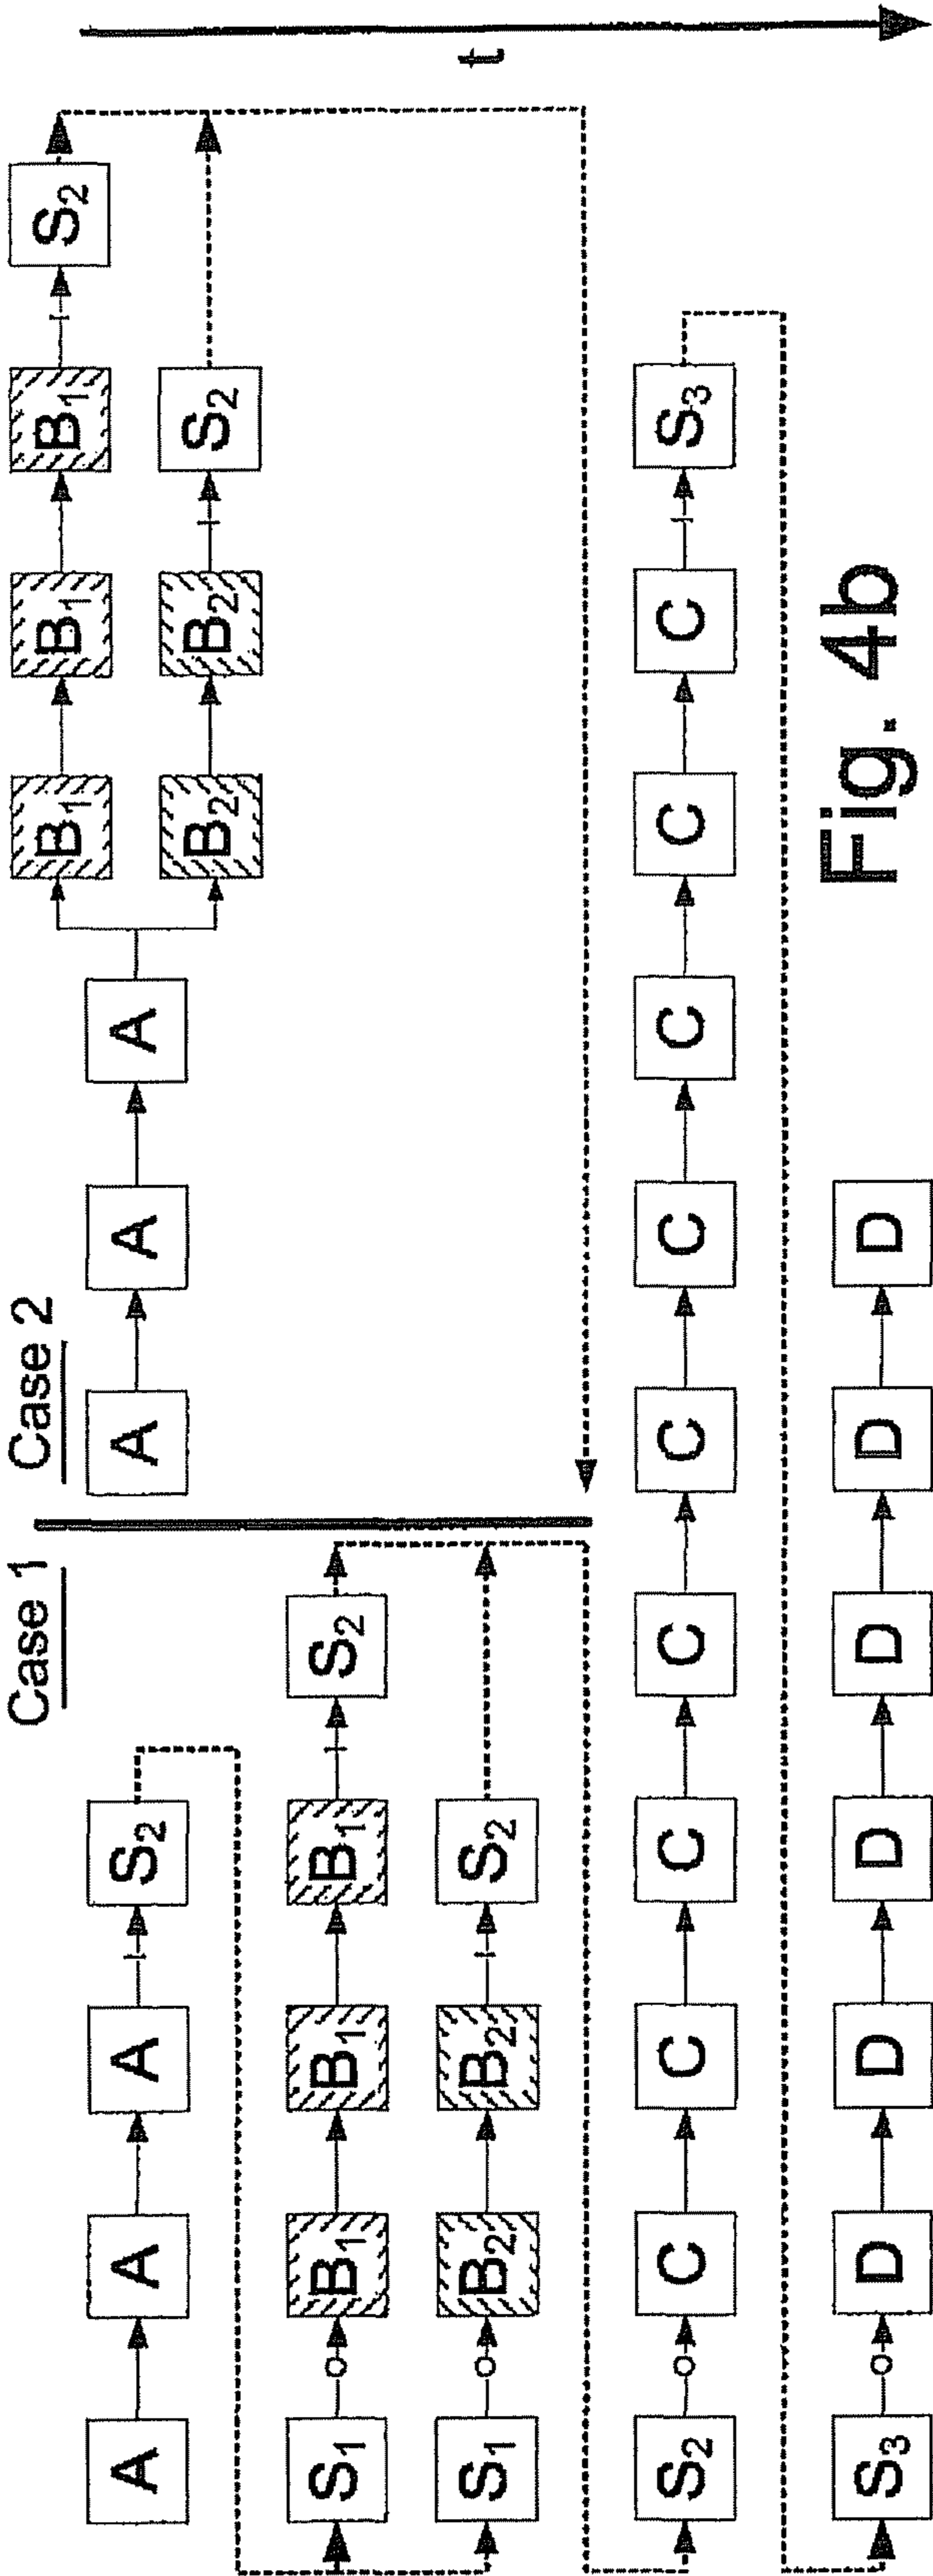 Case 1
A A A S₂
S₁ B₁ B₁ B₁ S₂
S₁ B₂ B₂ S₂
Case 2
B₁ B₁ B₁ S₂
A A A
B₂ B₂ S₂
t
S₂ C C C C C C C C C S₃
S₃ D D D D D D
Fig. 4b